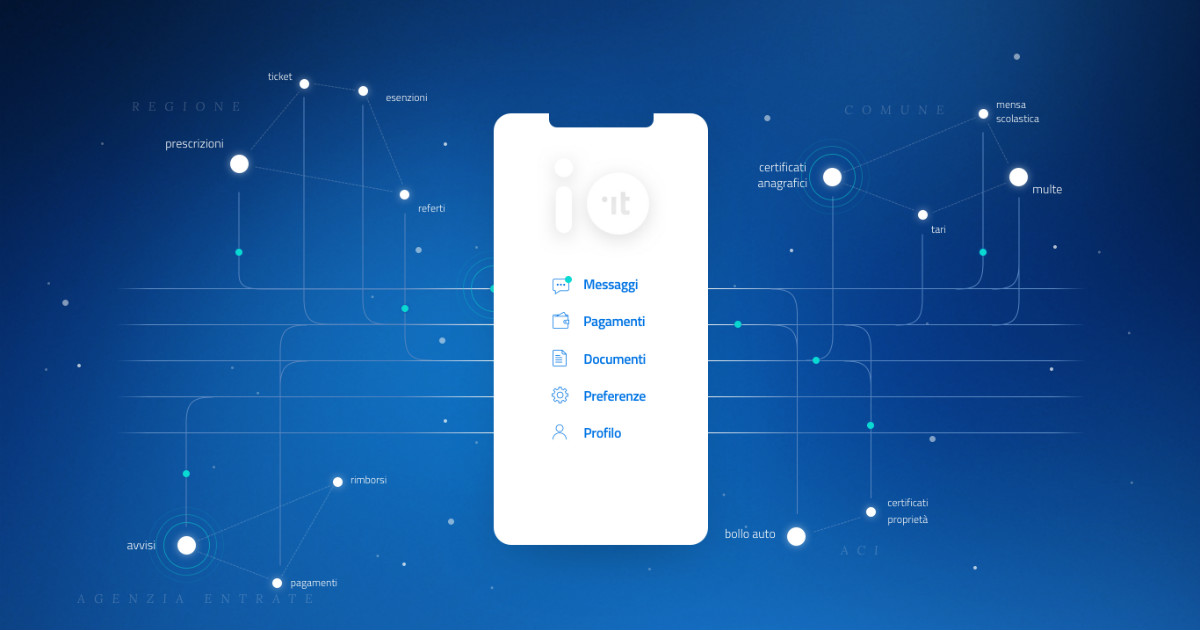 REGIONE
ticket
esenzioni
prescrizioni
referti
COMUNE
mensa
scolastica
certificati
anagrafici
multe
tari
io
it
Messaggi
Pagamenti
Documenti
Preferenze
Profilo
rimborsi
avvisi
pagamenti
AGENZIA ENTRATE
certificati
proprietà
bollo auto
ACI